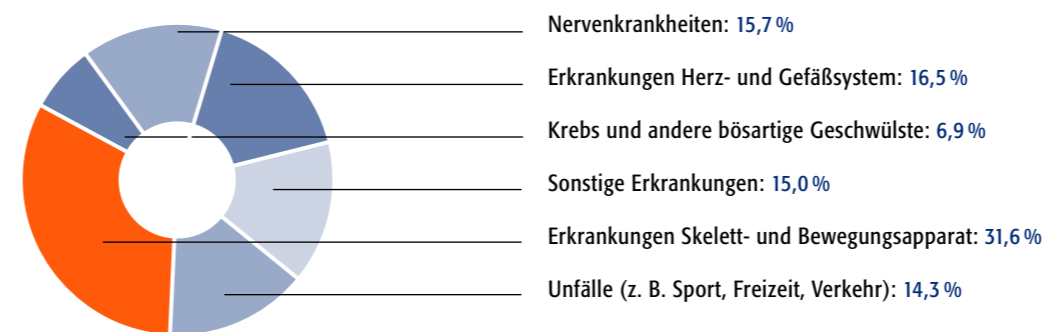 Nervenkrankheiten: 15,7 %
Erkrankungen Herz- und Gefäßsystem: 16,5 %
Krebs und andere bösartige Geschwülste: 6,9 %
Sonstige Erkrankungen: 15,0 %
Erkrankungen Skelett- und Bewegungsapparat: 31,6 %
Unfälle (z. B. Sport, Freizeit, Verkehr): 14,3 %